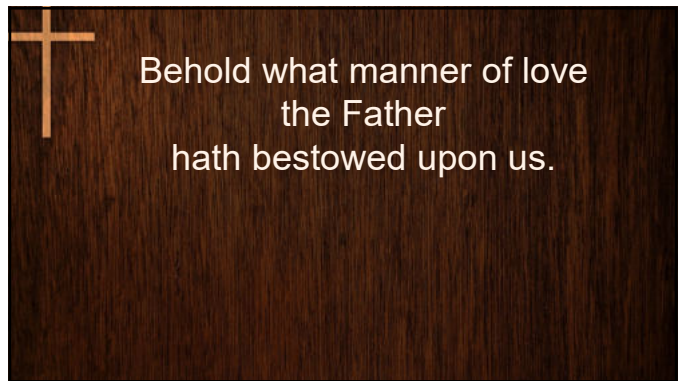 Behold what manner of love
the Father
hath bestowed upon us.